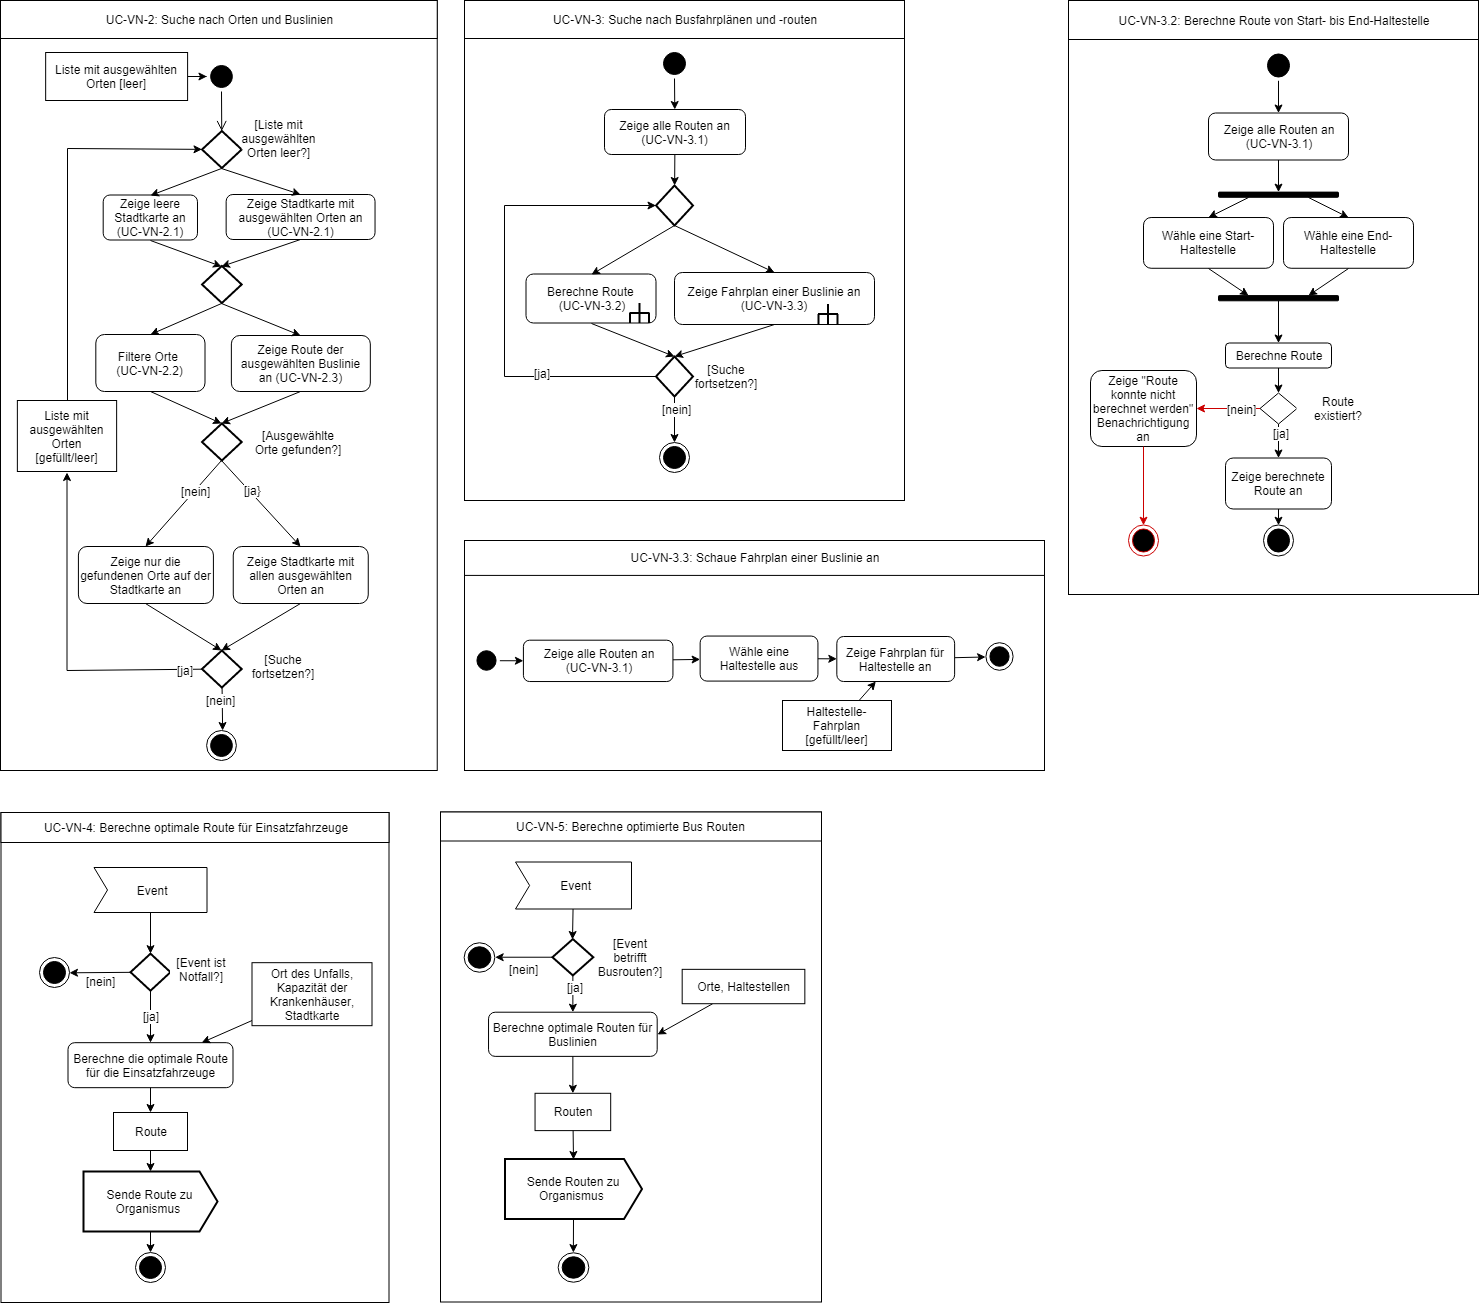 UC-VN-2: Suche nach Orten und Buslinien
Liste mit ausgewählten
Orten [leer]
[Liste mit
ausgewählten
Orten leer?]
Zeige leere
Stadtkarte an
(UC-VN-2.1)
Zeige Stadtkarte mit
ausgewählten Orten an
(UC-VN-2.1)
Filtere Orte
(UC-VN-2.2)
Zeige Route der
ausgewählten Buslinie
an (UC-VN-2.3)
Liste mit
ausgewählten
Orten
[gefüllt/leer]
[Ausgewählte
Orte gefunden?]
[nein]
[ja}
Zeige nur die
gefundenen Orte auf der
Stadtkarte an
Zeige Stadtkarte mit
allen ausgewählten
Orten an
[Suche
fortsetzen?]
[ja]
[nein]
UC-VN-3: Suche nach Busfahrplänen und -routen
Zeige alle Routen an
(UC-VN-3.1)
Berechne Route
(UC-VN-3.2)
Zeige Fahrplan einer Buslinie an
(UC-VN-3.3)
[Suche
fortsetzen?]
[ja]
[nein]
UC-VN-3.2: Berechne Route von Start- bis End-Haltestelle
Zeige alle Routen an
(UC-VN-3.1)
Wähle eine Start-
Haltestelle
Wähle eine End-
Haltestelle
Berechne Route
Zeige "Route
konnte nicht
berechnet werden"
Benachrichtigung
an
[nein]
Route
existiert?
[ja]
Zeige berechnete
Route an
UC-VN-3.3: Schaue Fahrplan einer Buslinie an
Zeige alle Routen an
(UC-VN-3.1)
Wähle eine
Haltestelle aus
Zeige Fahrplan für
Haltestelle an
Haltestelle-
Fahrplan
[gefüllt/leer]
UC-VN-4: Berechne optimale Route für Einsatzfahrzeuge
Event
[Event ist
Notfall?]
[nein]
[ja]
Ort des Unfalls,
Kapazität der
Krankenhäuser,
Stadtkarte
Berechne die optimale Route
für die Einsatzfahrzeuge
Route
Sende Route zu
Organismus
UC-VN-5: Berechne optimierte Bus Routen
Event
[Event
betrifft
Busrouten?]
[nein]
[ja]
Orte, Haltestellen
Berechne optimale Routen für
Buslinien
Routen
Sende Routen zu
Organismus